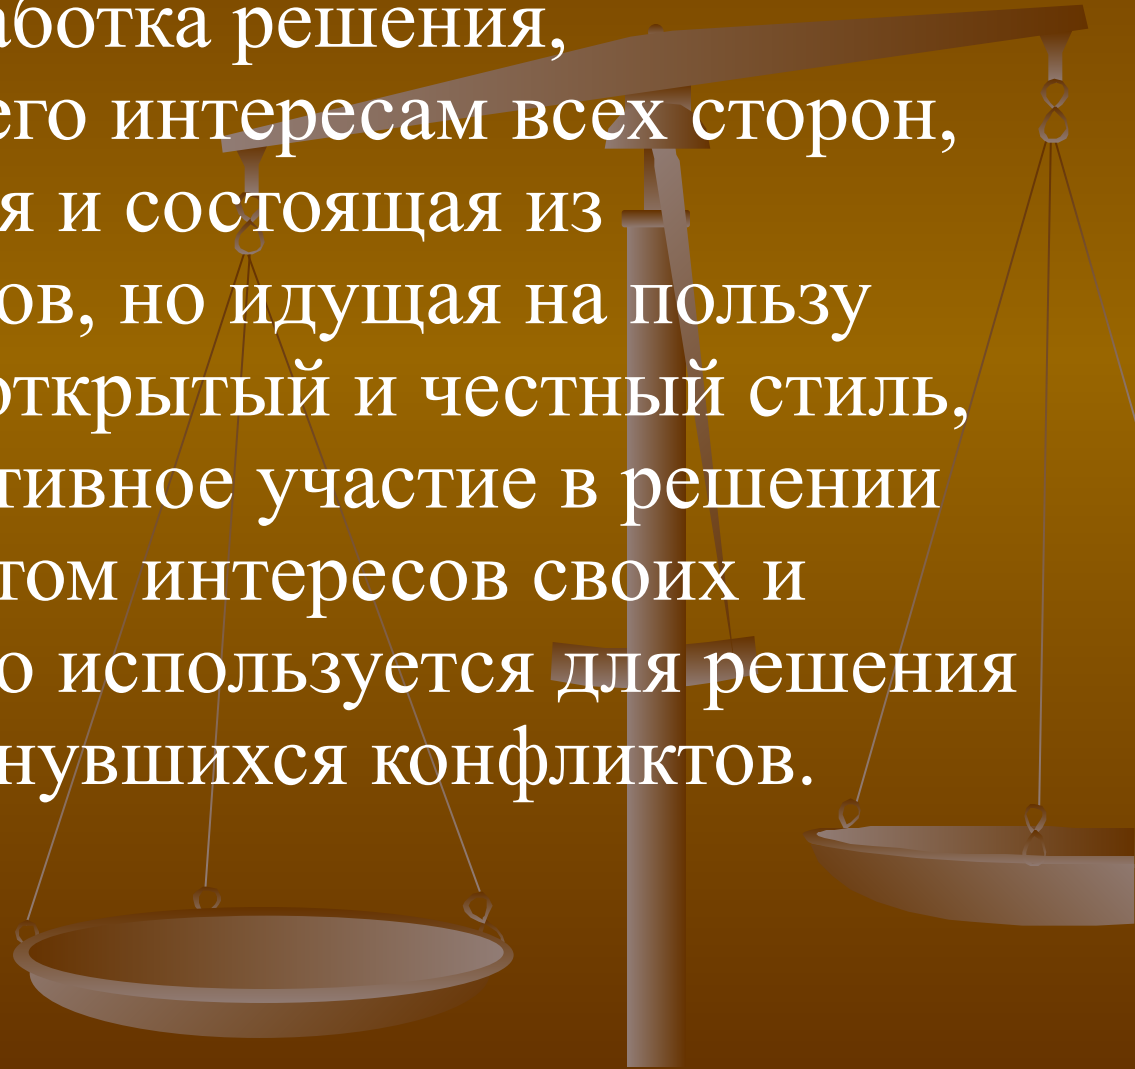 аботка решения,
его интересам всех сторон,
я и состоящая из
ов, но идущая на пользу
открытый и честный стиль,
тивное участие в решении
том интересов своих и
о используется для решения
нувшихся конфликтов.